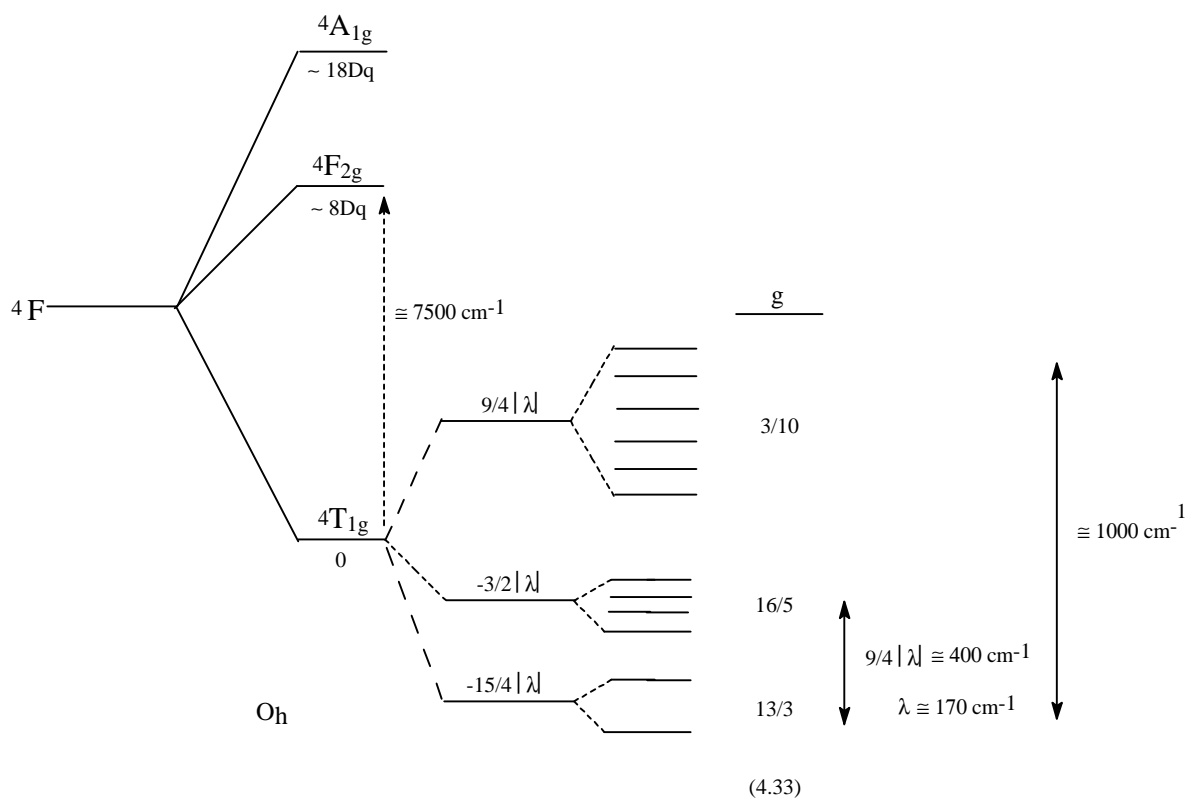 4A1g
~ 18Dq
4F2g
~ 8Dq
4 F
≅ 7500 cm-1
g
9/4|λ|
3/10
4T1g
0
≅ 1000 cm-1
-3/2|λ|
16/5
9/4|λ| ≅ 400 cm-1
-15/4|λ|
13/3
λ ≅ 170 cm-1
Oh
(4.33)